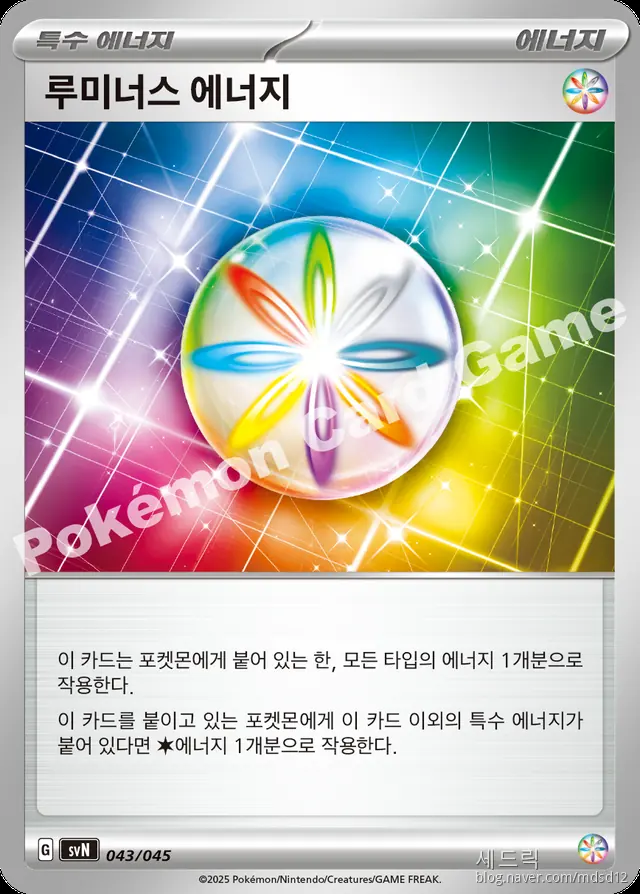 특수 에너지
에너지
루미너스 에너지
Pokémon Card Game
이 카드는 포켓몬에게 붙어 있는 한, 모든 타입의 에너지 1개분으로
작용한다.
이 카드를 붙이고 있는 포켓몬에게 이 카드 이외의 특수 에너지가
붙어 있다면 ✶에너지 1개분으로 작용한다.
G svN 043/045
©2025 Pokémon/Nintendo/Creatures/GAME FREAK.
세드릭
blog.naver.com/mdsd12